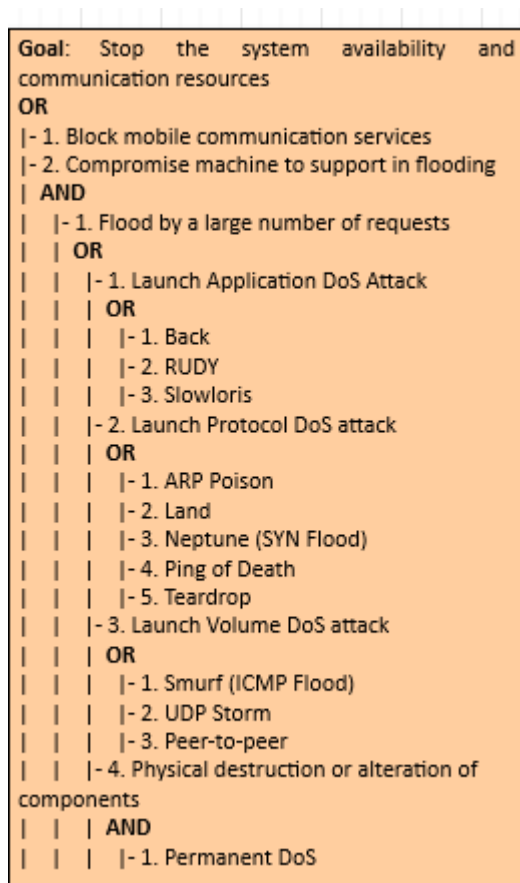 Goal: Stop the system availability and
communication resources
OR
|- 1. Block mobile communication services
|- 2. Compromise machine to support in flooding
| AND
| |- 1. Flood by a large number of requests
| | OR
| | |- 1. Launch Application DoS Attack
| | | OR
| | | |- 1. Back
| | | |- 2. RUDY
| | | |- 3. Slowloris
| | |- 2. Launch Protocol DoS attack
| | | OR
| | | |- 1. ARP Poison
| | | |- 2. Land
| | | |- 3. Neptune (SYN Flood)
| | | |- 4. Ping of Death
| | | |- 5. Teardrop
| | |- 3. Launch Volume DoS attack
| | | OR
| | | |- 1. Smurf (ICMP Flood)
| | | |- 2. UDP Storm
| | | |- 3. Peer-to-peer
| | |- 4. Physical destruction or alteration of
components
| | | AND
| | | |- 1. Permanent DoS